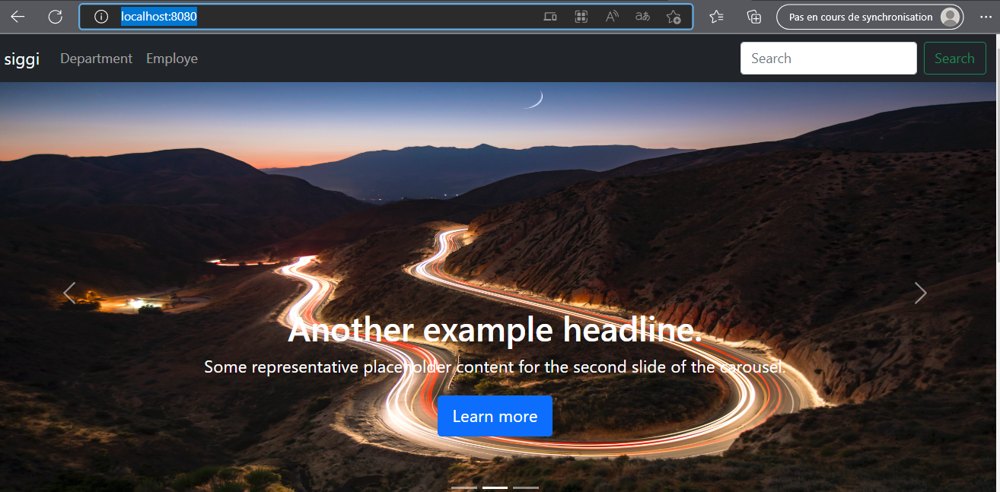 localhost:8080
Pas en cours de synchronisation
siggi Department Employe Search Search
Another example headline.
Some representative placeholder content for the second slide of the carousel.
Learn more